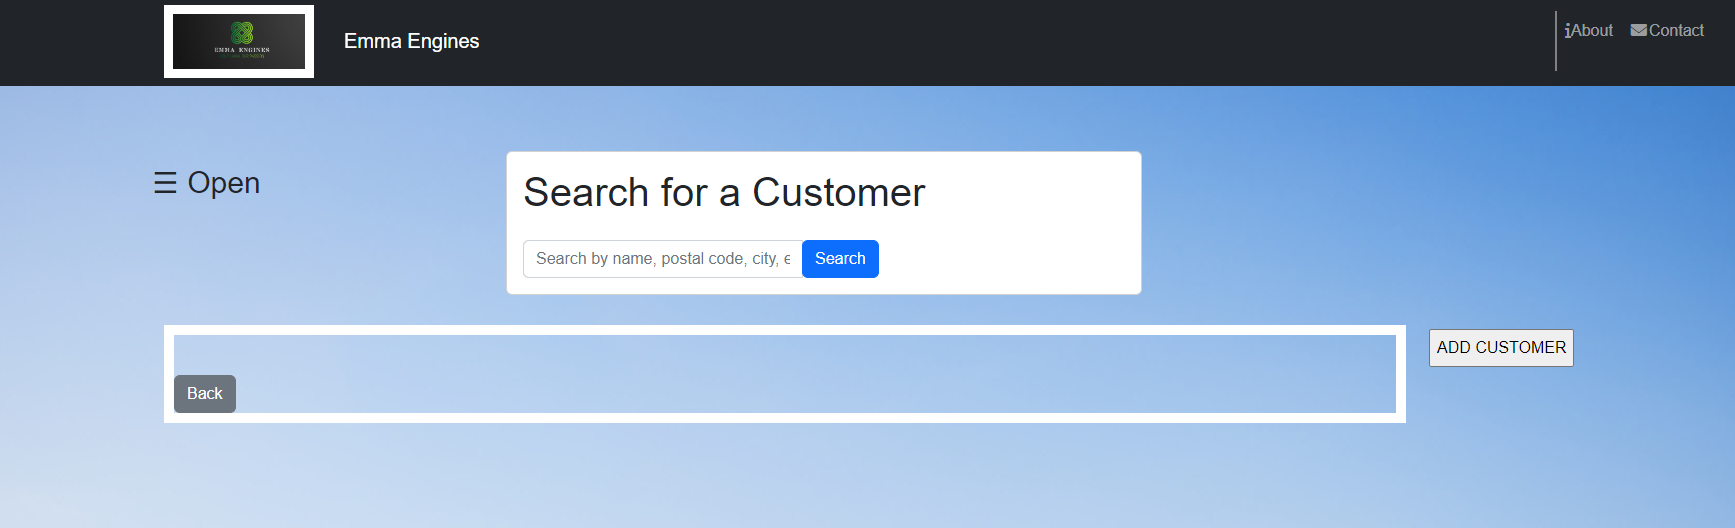 EMMA ENGINES
Emma Engines
About
Contact
☰ Open
Search for a Customer
Search by name, postal code, city, e
Search
ADD CUSTOMER
Back